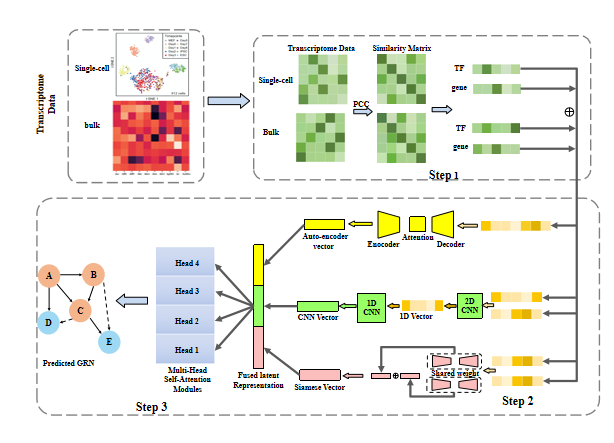 Transcriptome
Data
Single-cell
bulk
Transcriptome Data
Similarity Matrix
Single-cell
Bulk
PCC
TF
gene
TF
gene
Step 1
Auto-encoder
vector
Enocoder
Attention
Decoder
CNN Vector
1D
CNN
1D Vector
2D
CNN
Siamese Vector
Shared weight
Fused latent
Representation
Head 4
Head 3
Head 2
Head 1
Multi-Head
Self-Attention
Modules
A
B
C
D
E
Predicted GRN
Step 3
Step 2